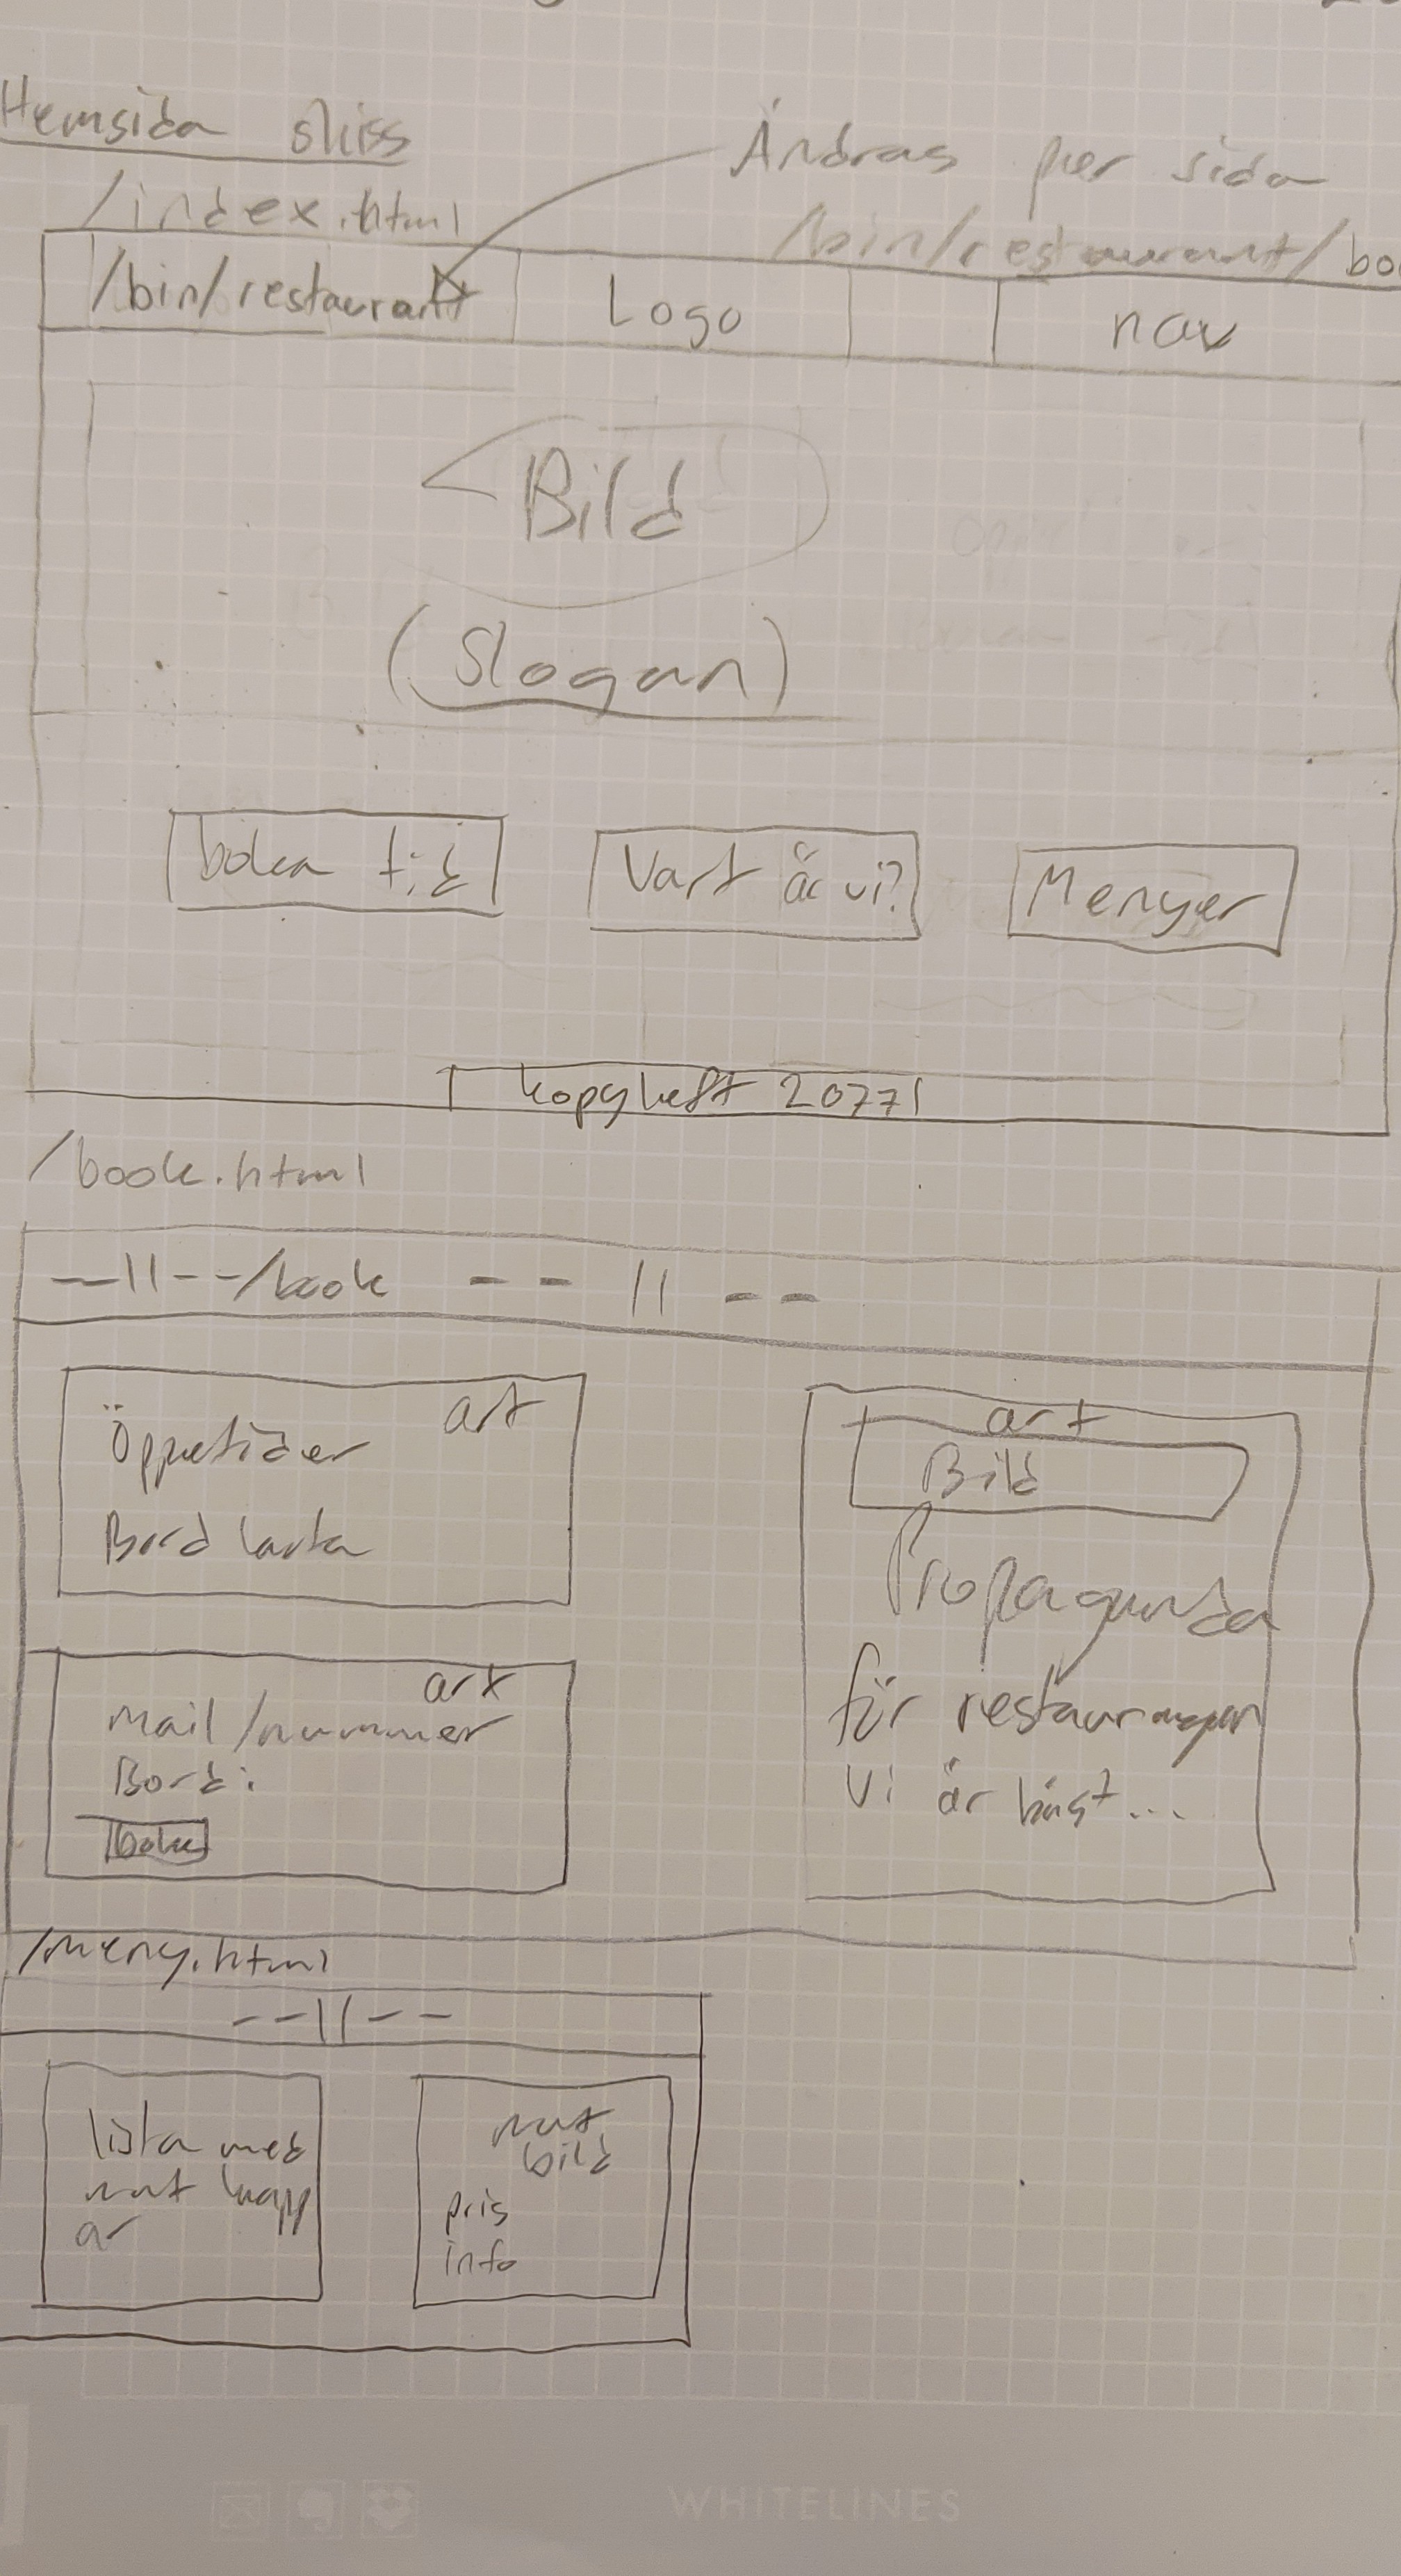 Hemsida skiss
Ändras per sida
/index.html
/bin/restaurant/
/bin/restaurant
Logo
nav
Bild
(Slogan)
boka tid
Vart är vi?
Menyer
kopyleft 2077
/book.html
--||--/book
-- || --
art
Öppetider
Bord karta
art
Mail/nummer
Bord:
boka
art
Bild
Propaganda
för restaurangen
Vi är bäst...
/meny.html
--||--
lista med
mat knapp
ar
mat
bild
pris
info
WHITELINES